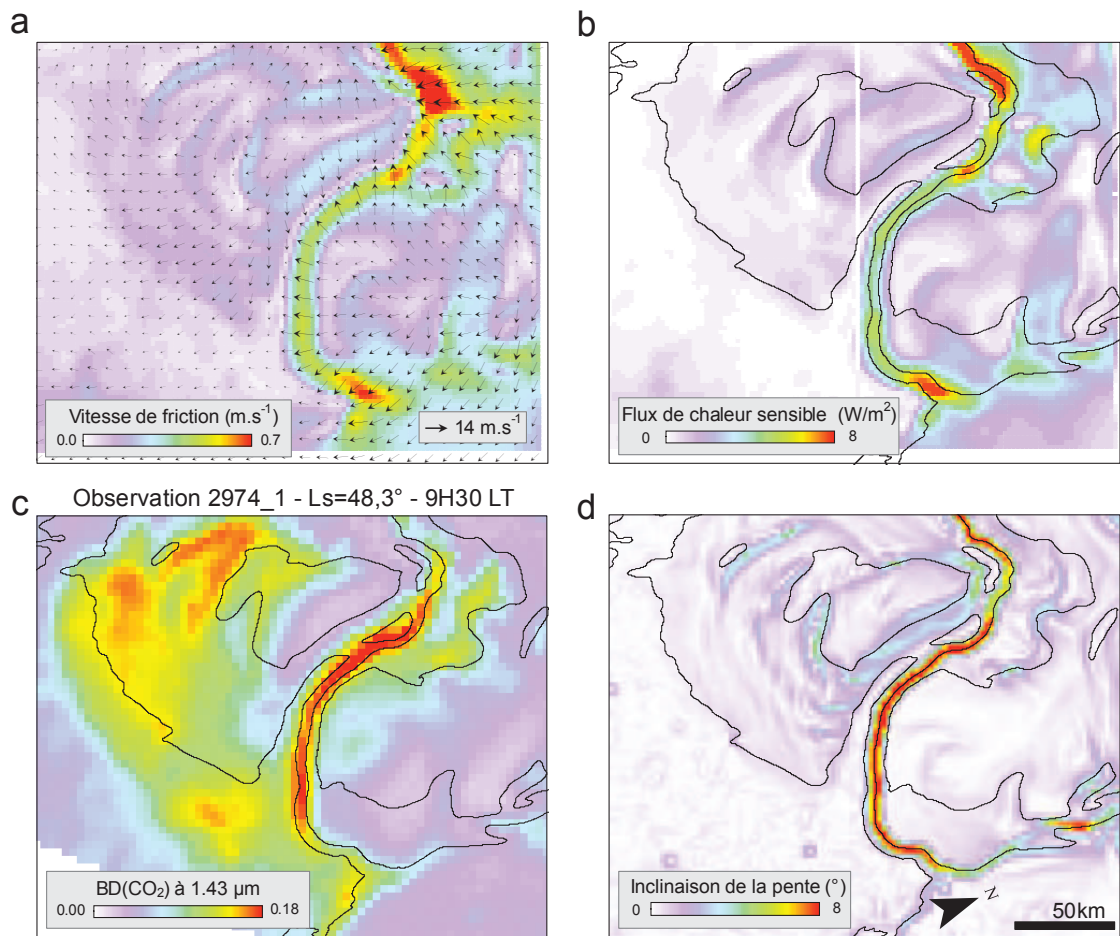 a
b
Vitesse de friction (m.s-1)
0.0 0.7
14 m.s-1
Flux de chaleur sensible (W/m2)
0 8
Observation 2974_1 - Ls=48,3° - 9H30 LT
c
d
BD(CO2) à 1.43 µm
0.00 0.18
Inclinaison de la pente (°)
0 8
N
50km